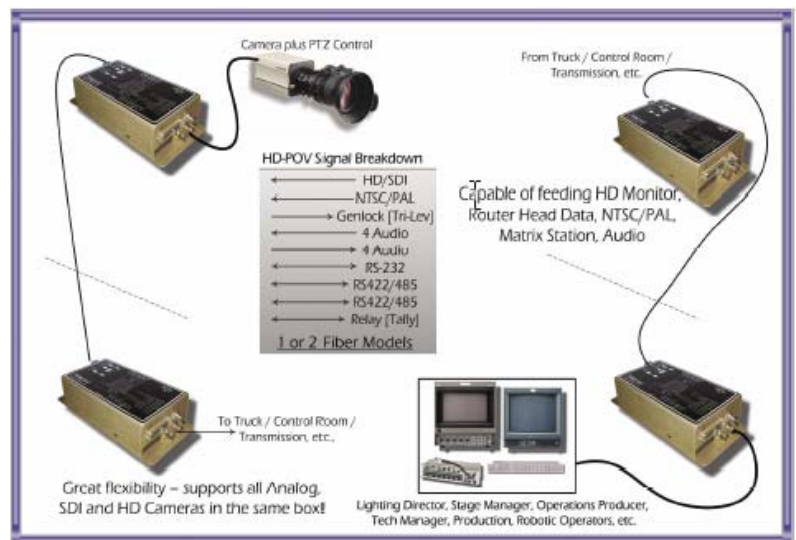 Camera plus PTZ Control
From Truck / Control Room /
Transmission, etc.
HD-POV Signal Breakdown
HD/SDI
NTSC/PAL
Genlock [Tri-Lev]
4 Audio
4 Audio
RS-232
RS422/485
RS422/485
Relay [Tally]
1 or 2 Fiber Models
Capable of feeding HD Monitor,
Router Head Data, NTSC/PAL,
Matrix Station, Audio
To Truck / Control Room /
Transmission, etc.,
Great flexibility – supports all Analog,
SDI and HD Cameras in the same box!
Lighting Director, Stage Manager, Operations Producer,
Tech Manager, Production, Robotic Operators, etc.